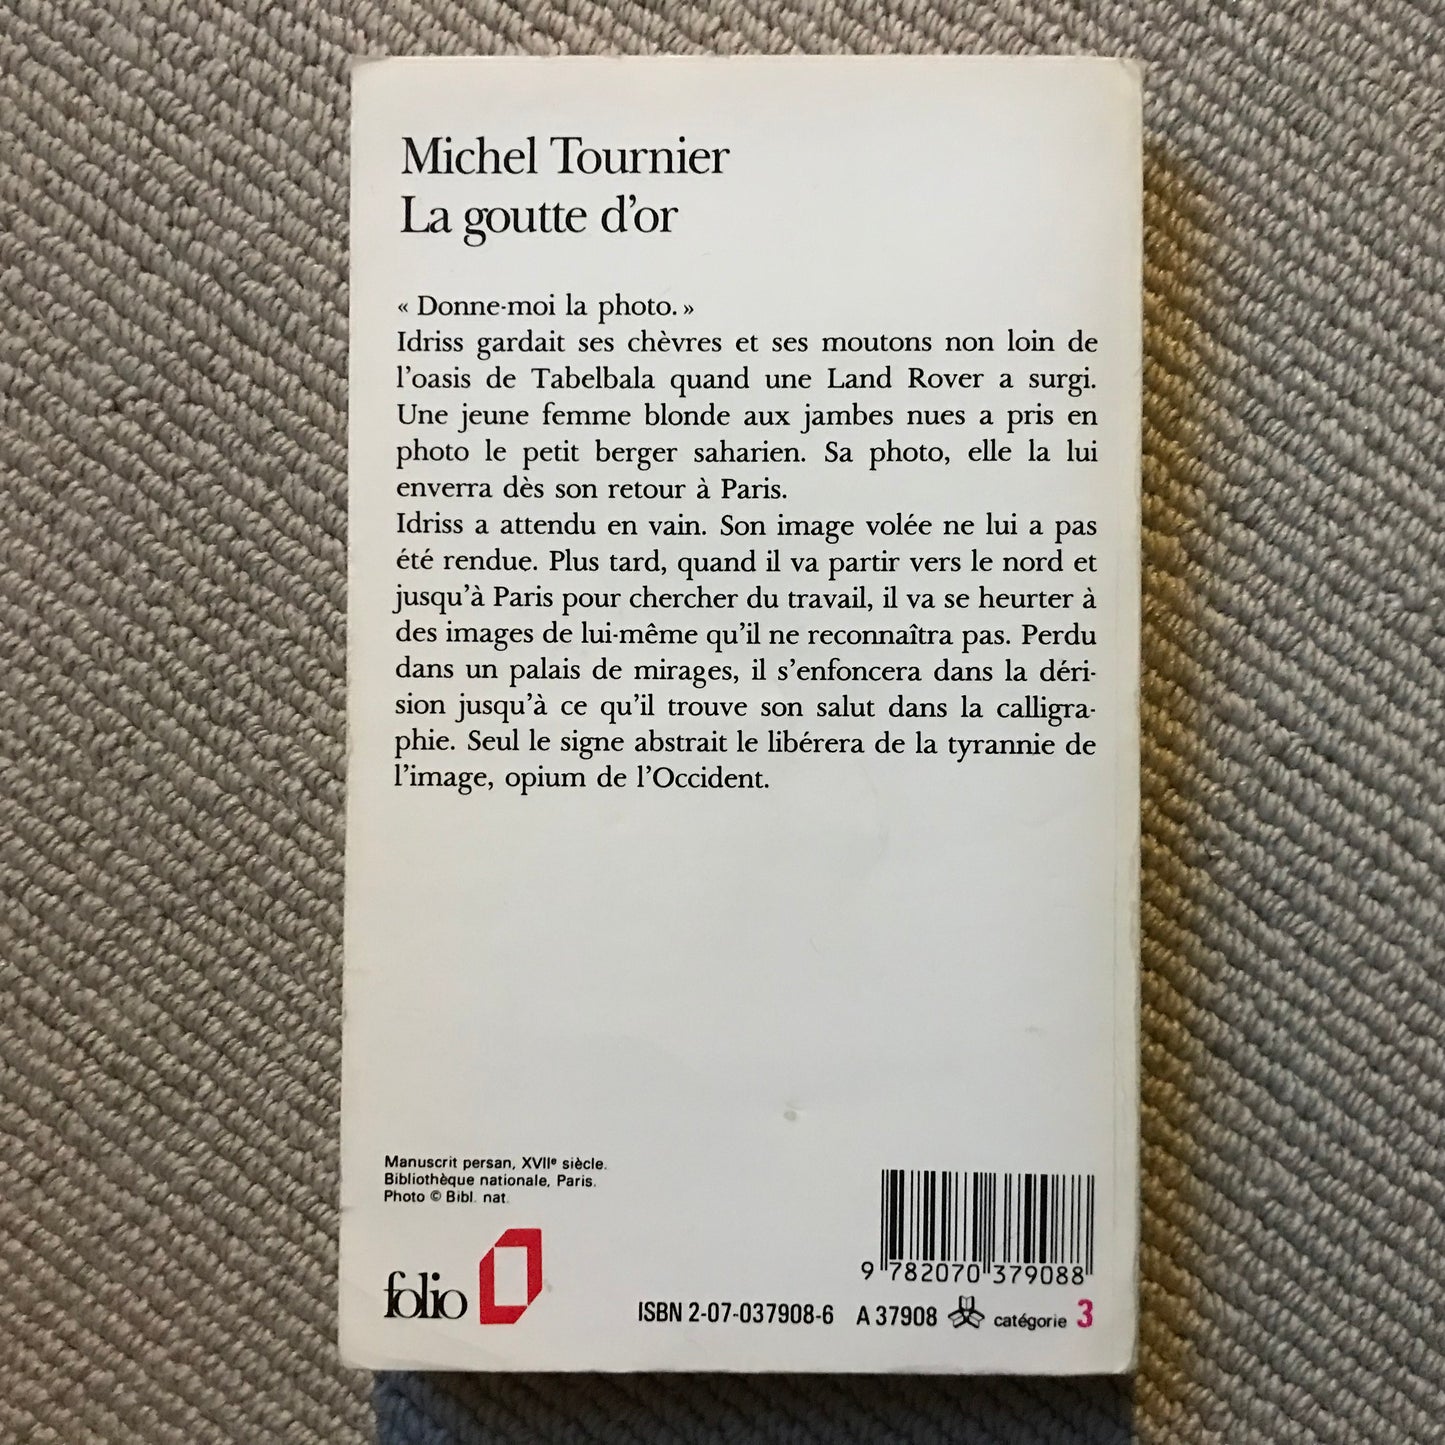 Michel Tournier
La goutte d'or
« Donne-moi la photo. »
Idriss gardait ses chèvres et ses moutons non loin de
l'oasis de Tabelbala quand une Land Rover a surgi.
Une jeune femme blonde aux jambes nues a pris en
photo le petit berger saharien. Sa photo, elle la lui
enverra dès son retour à Paris.
Idriss a attendu en vain. Son image volée ne lui a pas
été rendue. Plus tard, quand il va partir vers le nord et
jusqu'à Paris pour chercher du travail, il va se heurter à
des images de lui-même qu'il ne reconnaîtra pas. Perdu
dans un palais de mirages, il s'enfoncera dans la déri-
sion jusqu'à ce qu'il trouve son salut dans la calligra-
phie. Seul le signe abstrait le libérera de la tyrannie de
l'image, opium de l'Occident.
Manuscrit persan, XVIIe siècle.
Bibliothèque nationale, Paris.
Photo © Bibl. nat.
9 782070 379088
folio
ISBN 2-07-037908-6 A 37908 catégorie 3